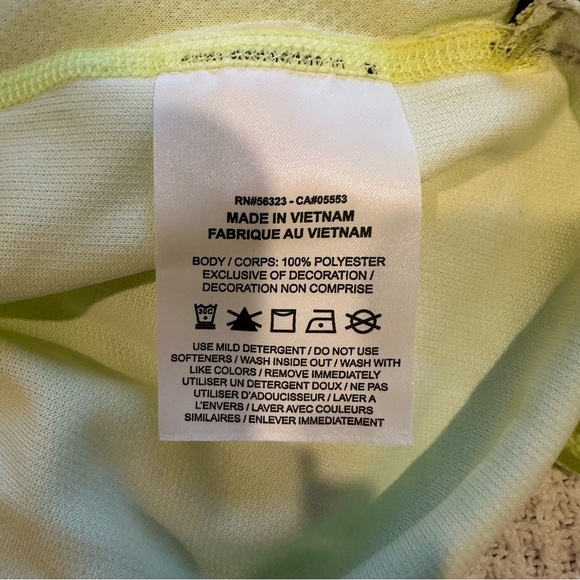 RN#56323 - CA#05553
MADE IN VIETNAM
FABRIQUE AU VIETNAM
BODY / CORPS: 100% POLYESTER
EXCLUSIVE OF DECORATION /
DECORATION NON COMPRISE
30C
USE MILD DETERGENT / DO NOT USE
SOFTENERS / WASH INSIDE OUT / WASH WITH
LIKE COLORS / REMOVE IMMEDIATELY
UTILISER UN DETERGENT DOUX / NE PAS
UTILISER D'ADOUCISSEUR / LAVER A
L'ENVERS / LAVER AVEC COULEURS
SIMILAIRES / ENLEVER IMMEDIATEMENT